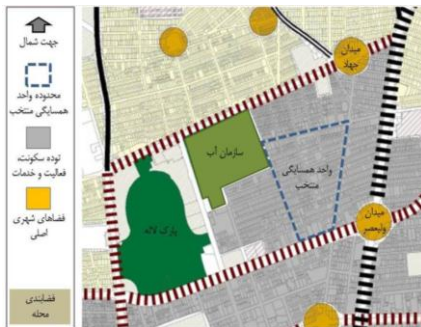 جهت شمال
محدوده واحد
همسایگی منتخب
توده سکونت،
فعالیت و خدمات
فضاهای شهری
اصلی
فضابندی
محله
میدان
جهاد
سازمان آب
واحد همسایگی
منتخب
پارک لاله
میدان
ولیعصر